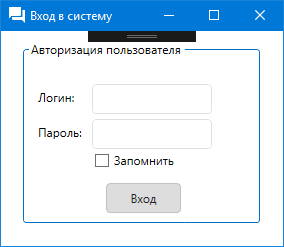 Вход в систему
Авторизация пользователя
Логин:
Пароль:
Запомнить
Вход